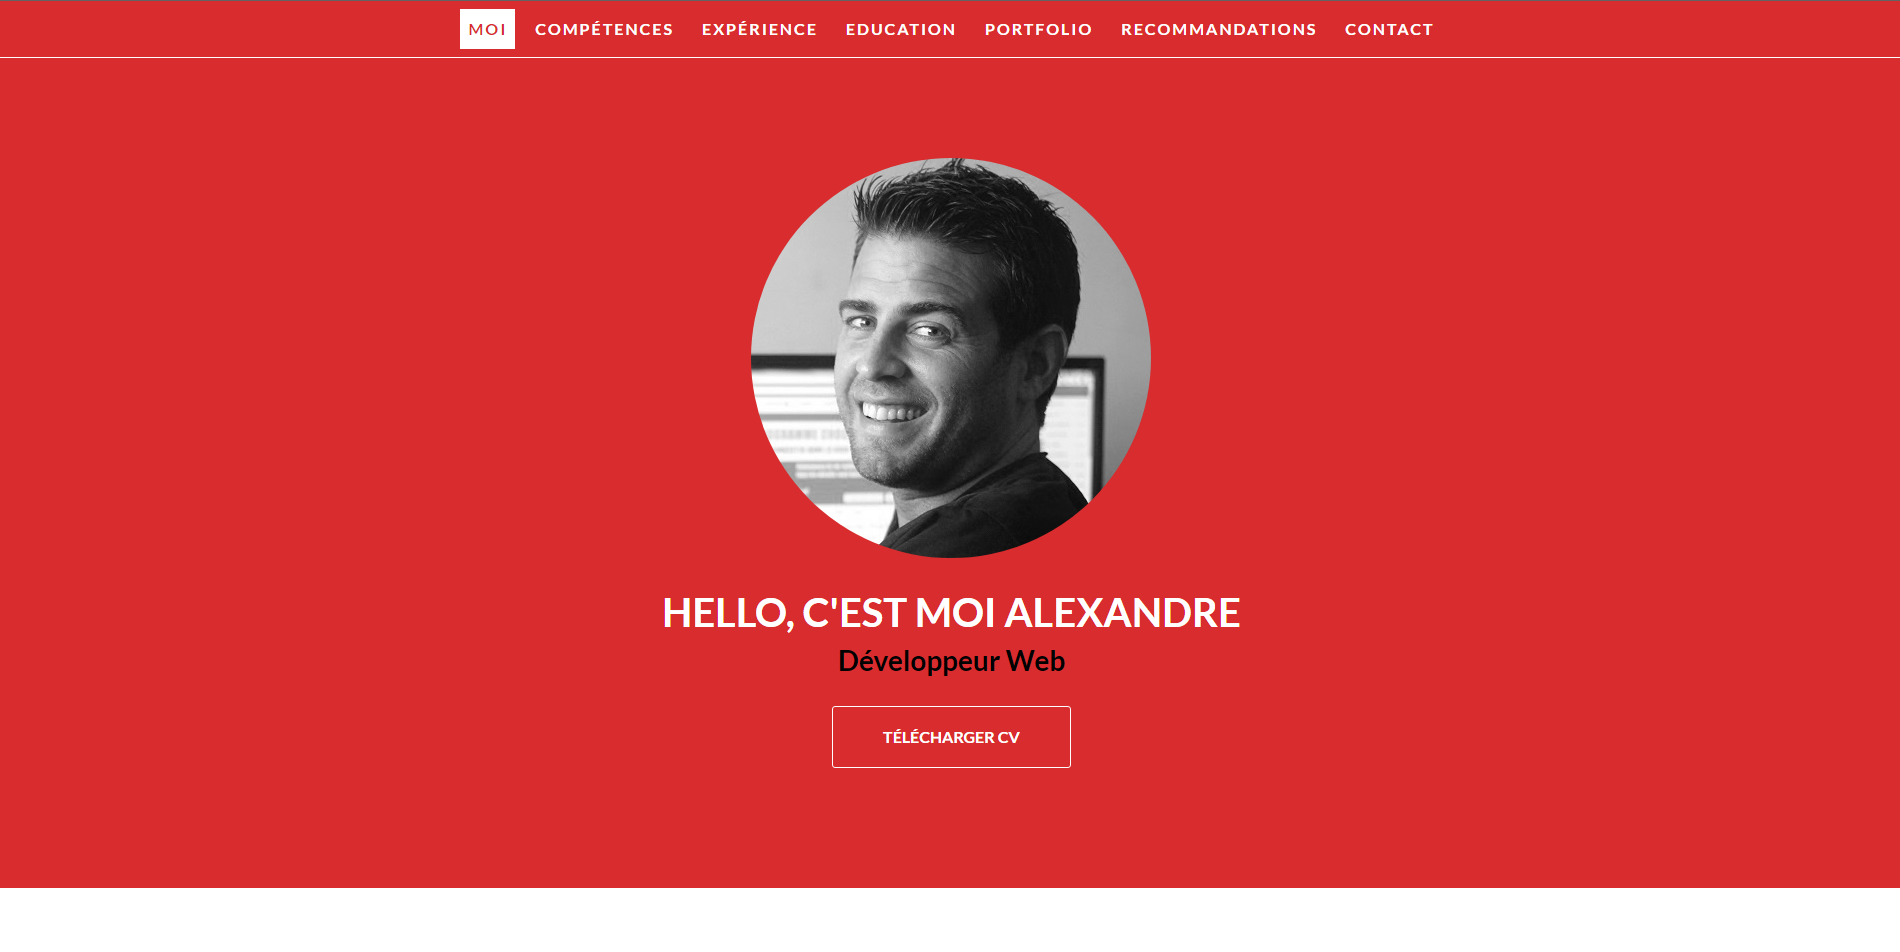 MOI COMPÉTENCES EXPÉRIENCE EDUCATION PORTFOLIO RECOMMANDATIONS CONTACT
HELLO, C'EST MOI ALEXANDRE
Développeur Web
TÉLÉCHARGER CV